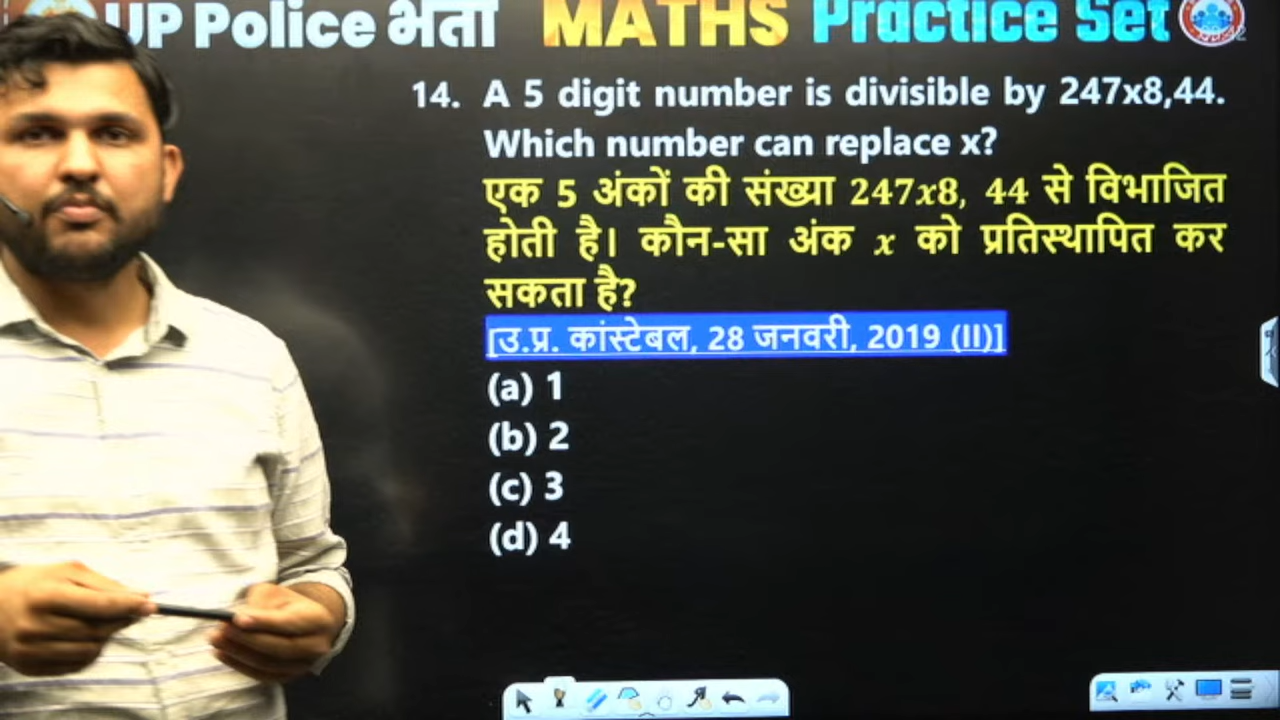 UP Police भर्ती MATHS Practice Set
14. A 5 digit number is divisible by 247x8,44.
Which number can replace x?
एक 5 अंकों की संख्या 247x8, 44 से विभाजित
होती है। कौन-सा अंक x को प्रतिस्थापित कर
सकता है?
[उ.प्र. कांस्टेबल, 28 जनवरी, 2019 (II)]
(a) 1
(b) 2
(c) 3
(d) 4